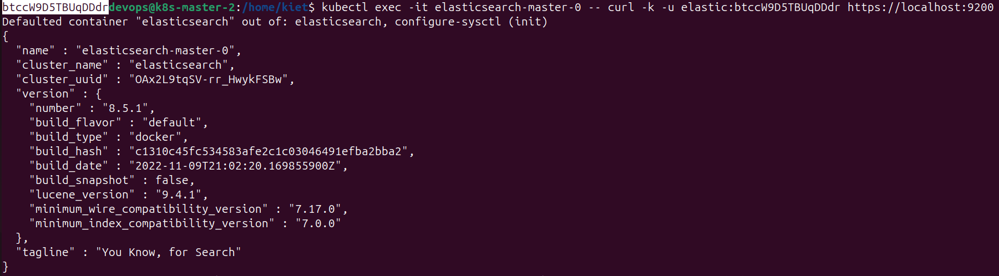 btccW9D5TBUqDDdrdevops@k8s-master-2:/home/kiet$ kubectl exec -it elasticsearch-master-0 -- curl -k -u elastic:btccW9D5TBUqDDdr https://localhost:9200
Defaulted container "elasticsearch" out of: elasticsearch, configure-sysctl (init)
{
  "name" : "elasticsearch-master-0",
  "cluster_name" : "elasticsearch",
  "cluster_uuid" : "OAx2L9tqSV-rr_HwykFSBw",
  "version" : {
    "number" : "8.5.1",
    "build_flavor" : "default",
    "build_type" : "docker",
    "build_hash" : "c1310c45fc534583afe2c1c03046491efba2bba2",
    "build_date" : "2022-11-09T21:02:20.169855900Z",
    "build_snapshot" : false,
    "lucene_version" : "9.4.1",
    "minimum_wire_compatibility_version" : "7.17.0",
    "minimum_index_compatibility_version" : "7.0.0"
  },
  "tagline" : "You Know, for Search"
}